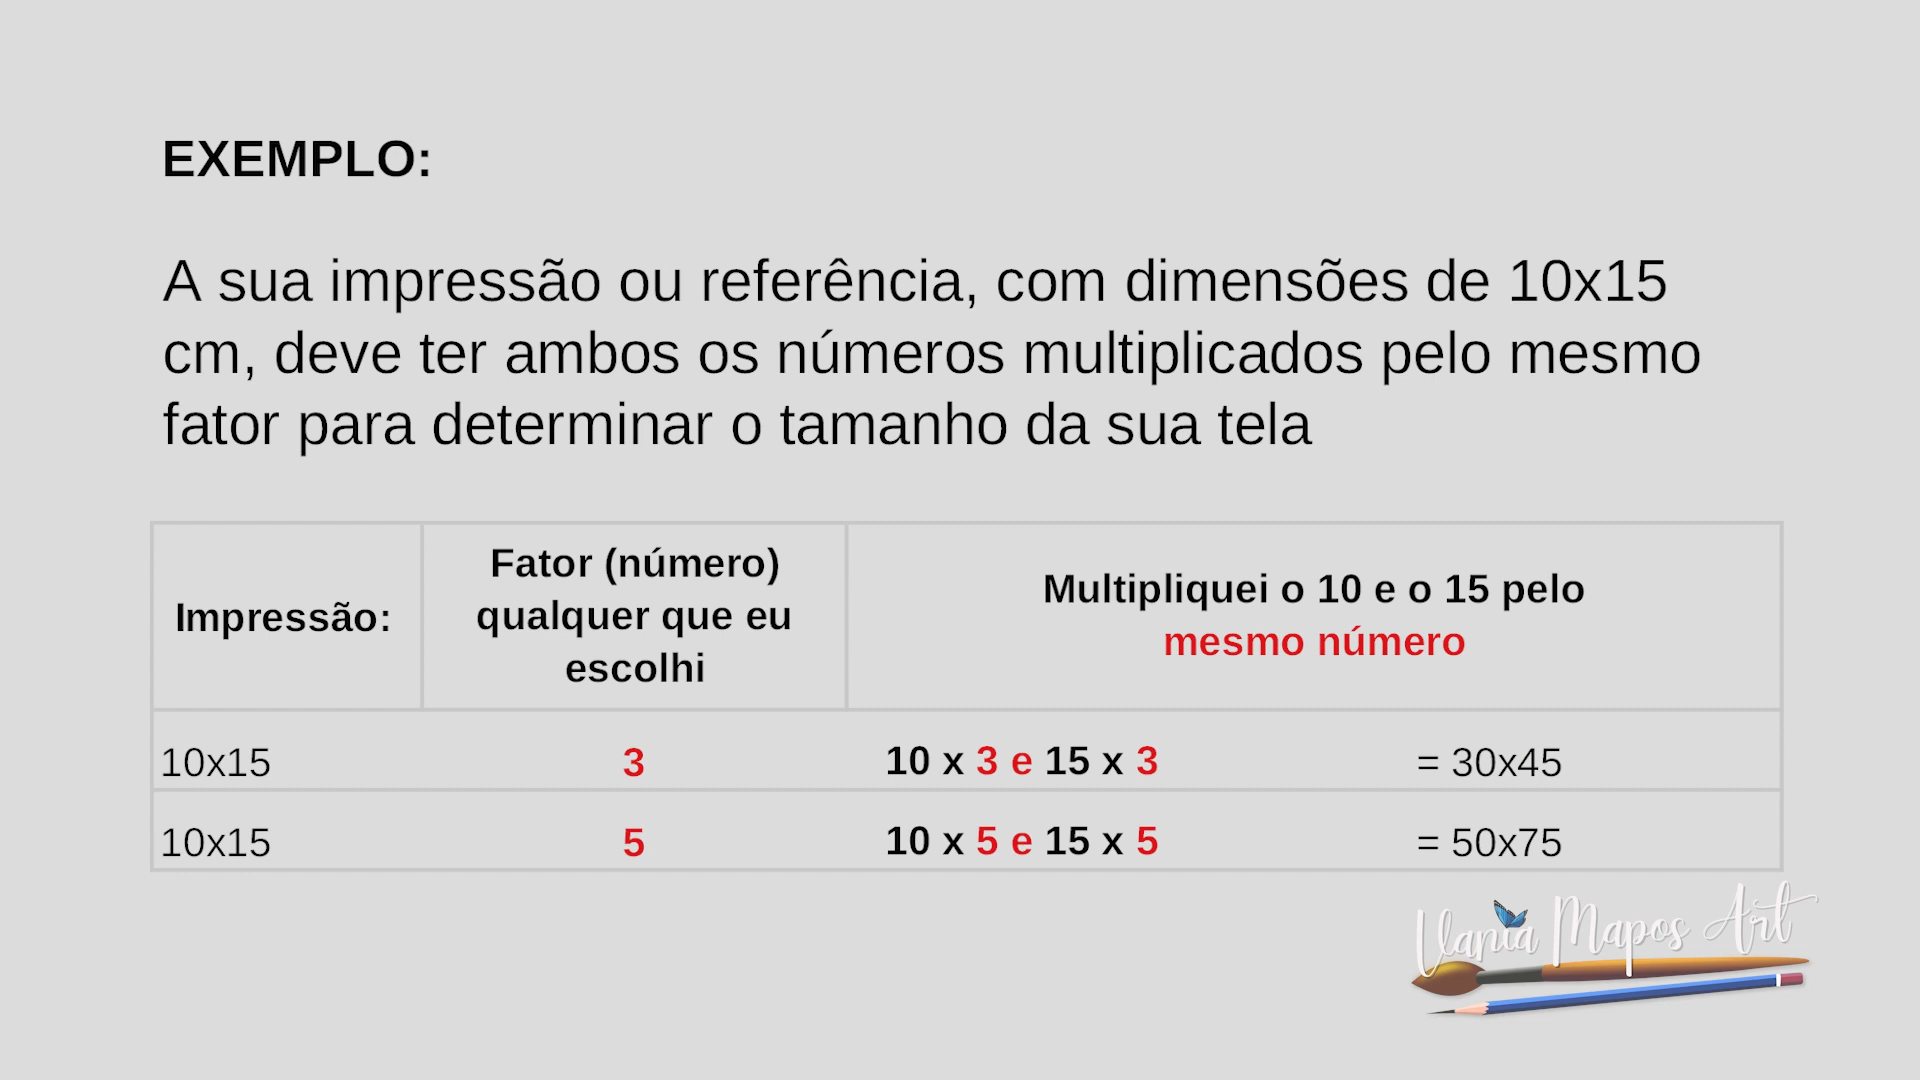 EXEMPLO:
A sua impressão ou referência, com dimensões de 10x15
cm, deve ter ambos os números multiplicados pelo mesmo
fator para determinar o tamanho da sua tela
Impressão:
Fator (número)
qualquer que eu
escolhi
Multipliquei o 10 e o 15 pelo
mesmo número
10x15 3 10 x 3 e 15 x 3 = 30x45
10x15 5 10 x 5 e 15 x 5 = 50x75
Vania Mapos Art